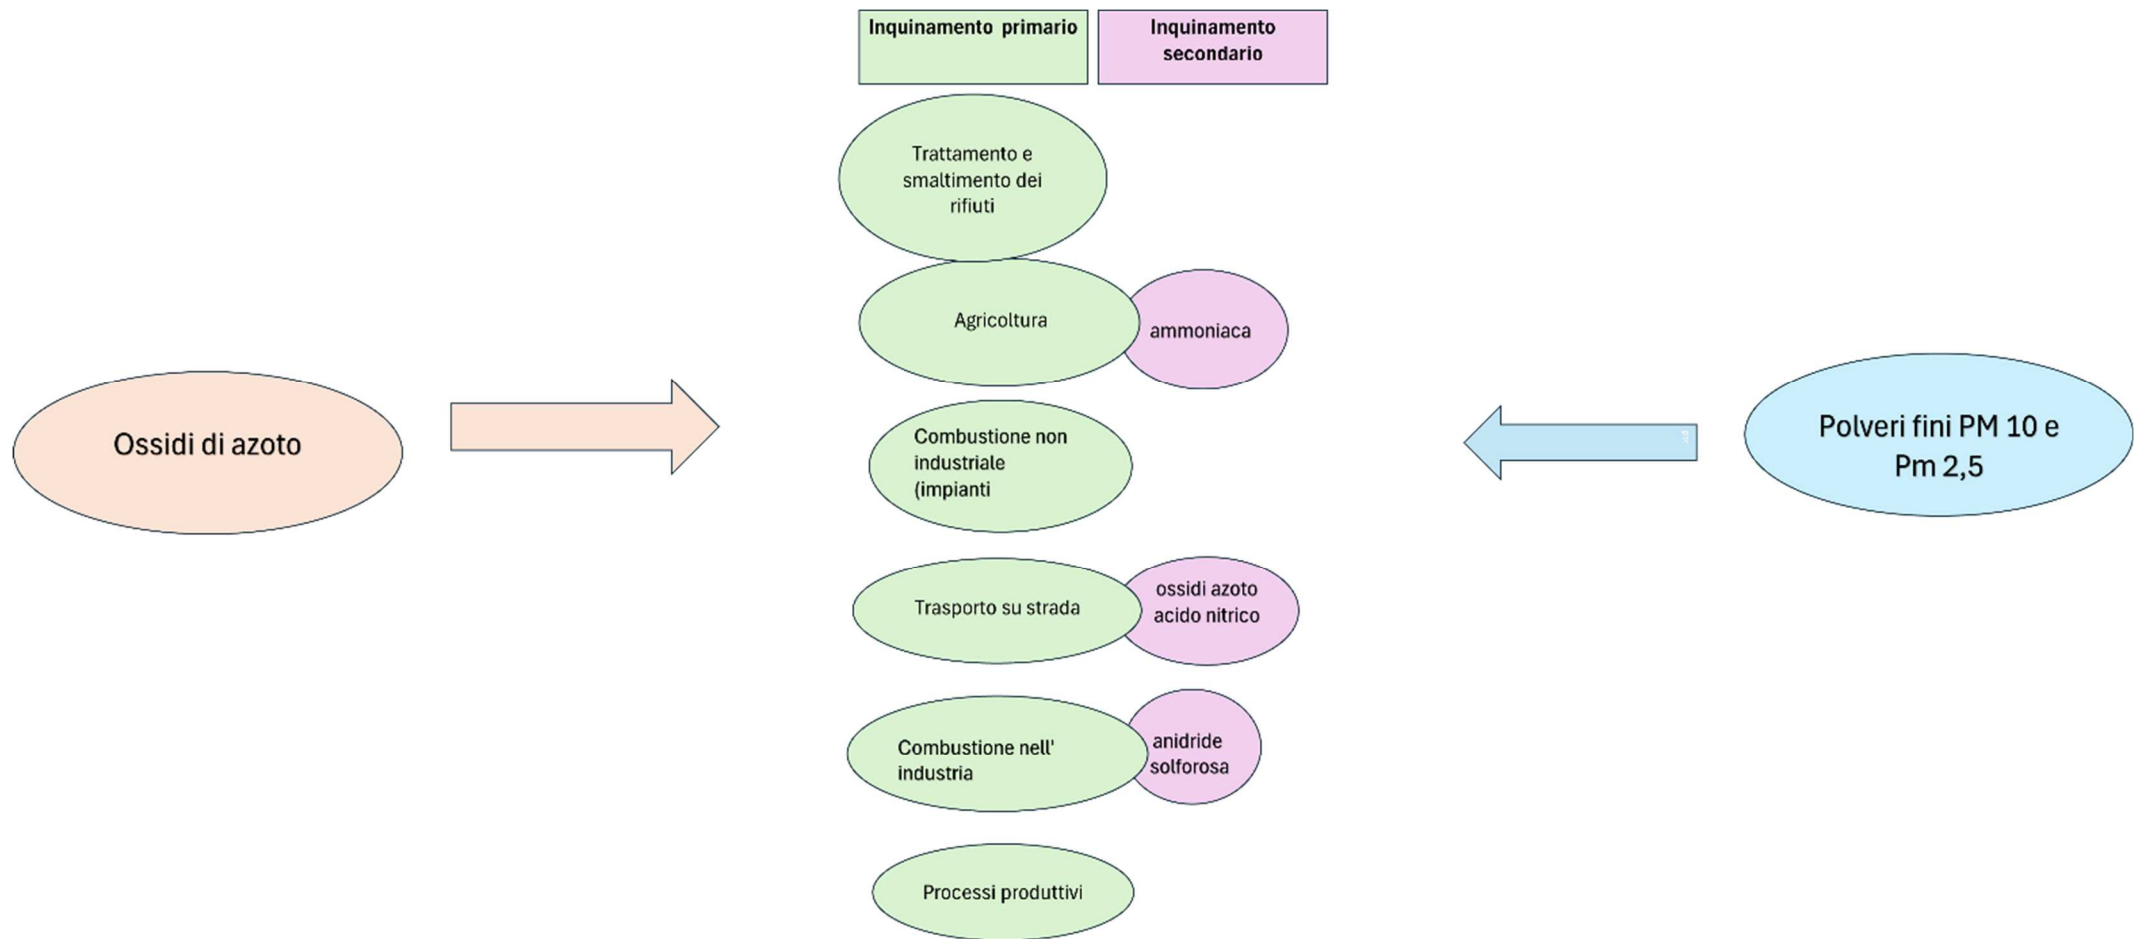 Inquinamento primario
Inquinamento
secondario
Trattamento e
smaltimento dei
rifiuti
Agricoltura
ammoniaca
Ossidi di azoto
Combustione non
industriale
(impianti
Polveri fini PM 10 e
Pm 2,5
Trasporto su strada
ossidi azoto
acido nitrico
Combustione nell'
industria
anidride
solforosa
Processi produttivi